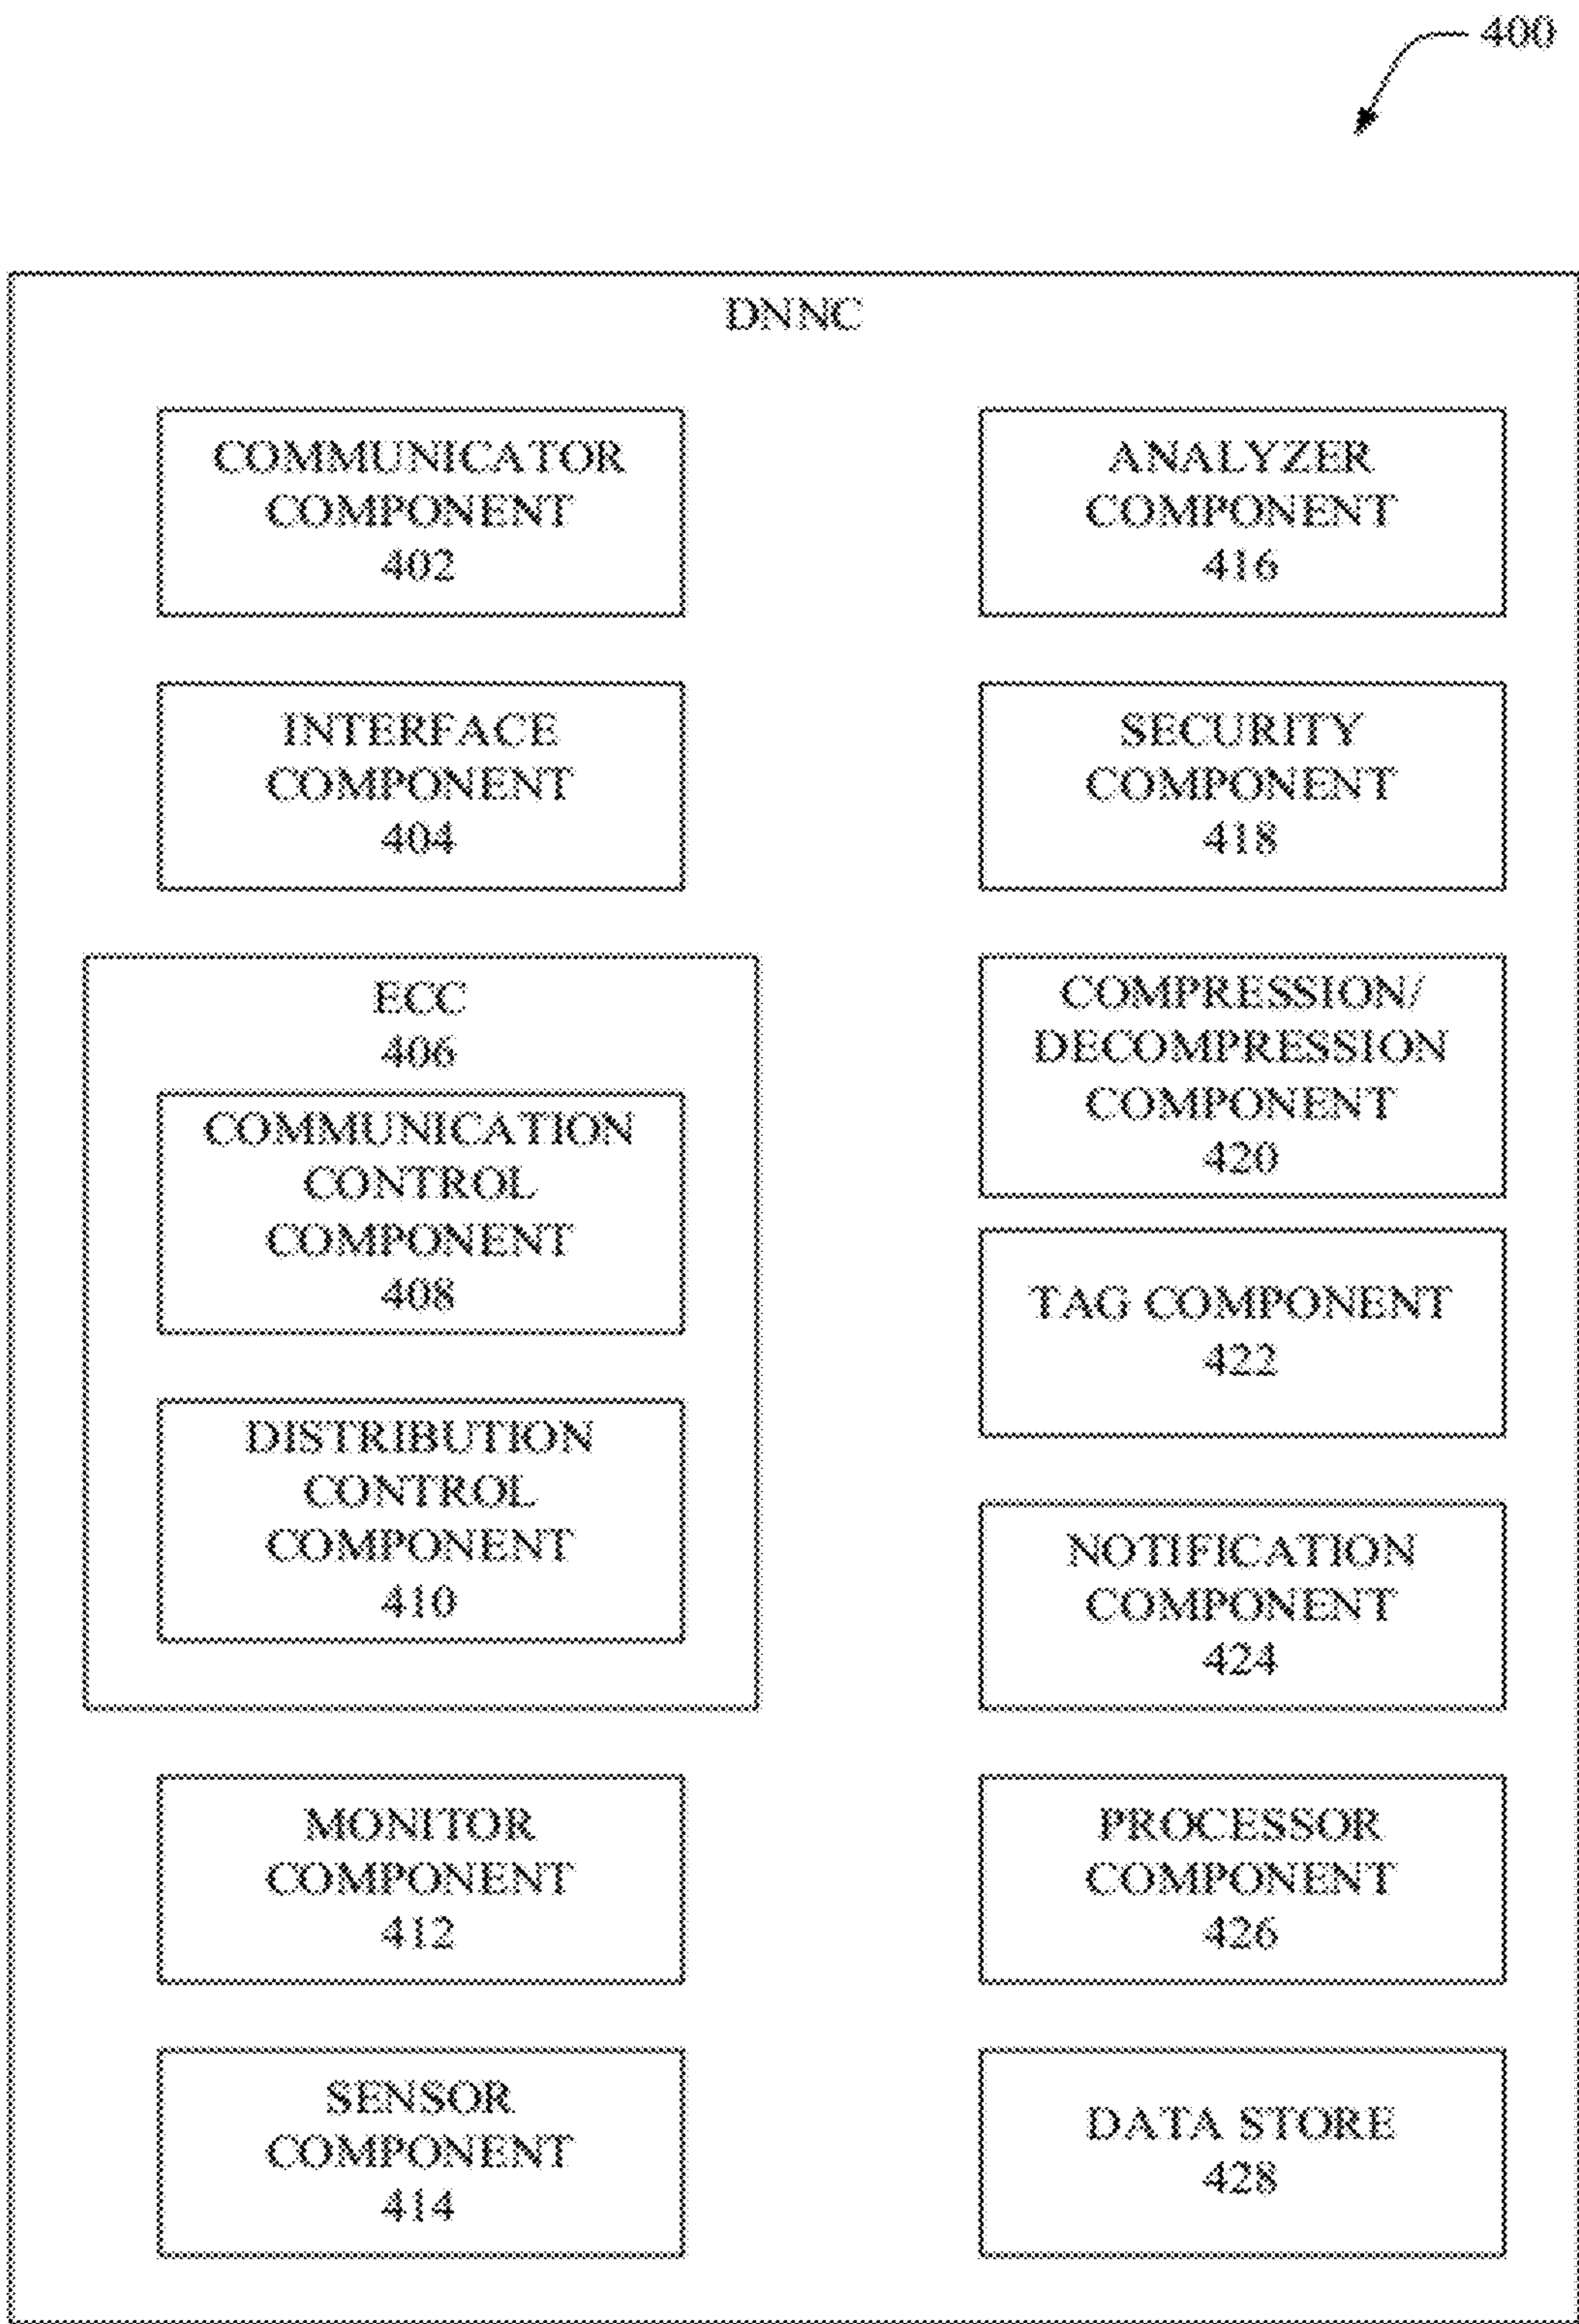 400
DNNC
COMMUNICATOR
COMPONENT
402
INTERFACE
COMPONENT
404
ECC
406
COMMUNICATION
CONTROL
COMPONENT
408
DISTRIBUTION
CONTROL
COMPONENT
410
MONITOR
COMPONENT
412
SENSOR
COMPONENT
414
ANALYZER
COMPONENT
416
SECURITY
COMPONENT
418
COMPRESSION/
DECOMPRESSION
COMPONENT
420
TAG COMPONENT
422
NOTIFICATION
COMPONENT
424
PROCESSOR
COMPONENT
426
DATA STORE
428